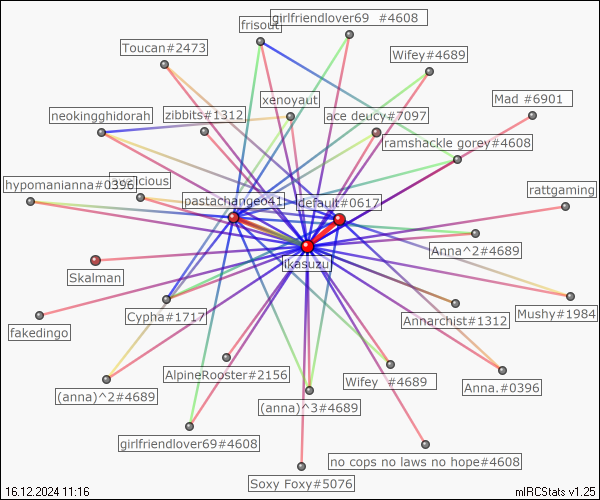 girlfriendlover69 #4608
frisout
Toucan#2473
Wifey#4689
Mad #6901
xenoyaut
neokingghidorah
zibbits#1312
ace deucy#7097
ramshackle gorey#4608
hypomanianna#0396
pastachangeo41
default#0617
rattgaming
Anna^2#4689
ikasuzu
Skalman
Cypha#1717
Annarchist#1312
Mushy#1984
fakedingo
AlpineRooster#2156
Wifey #4689
Anna.#0396
(anna)^2#4689
(anna)^3#4689
girlfriendlover69#4608
no cops no laws no hope#4608
Soxy Foxy#5076
16.12.2024 11:16
mIRCStats v1.25